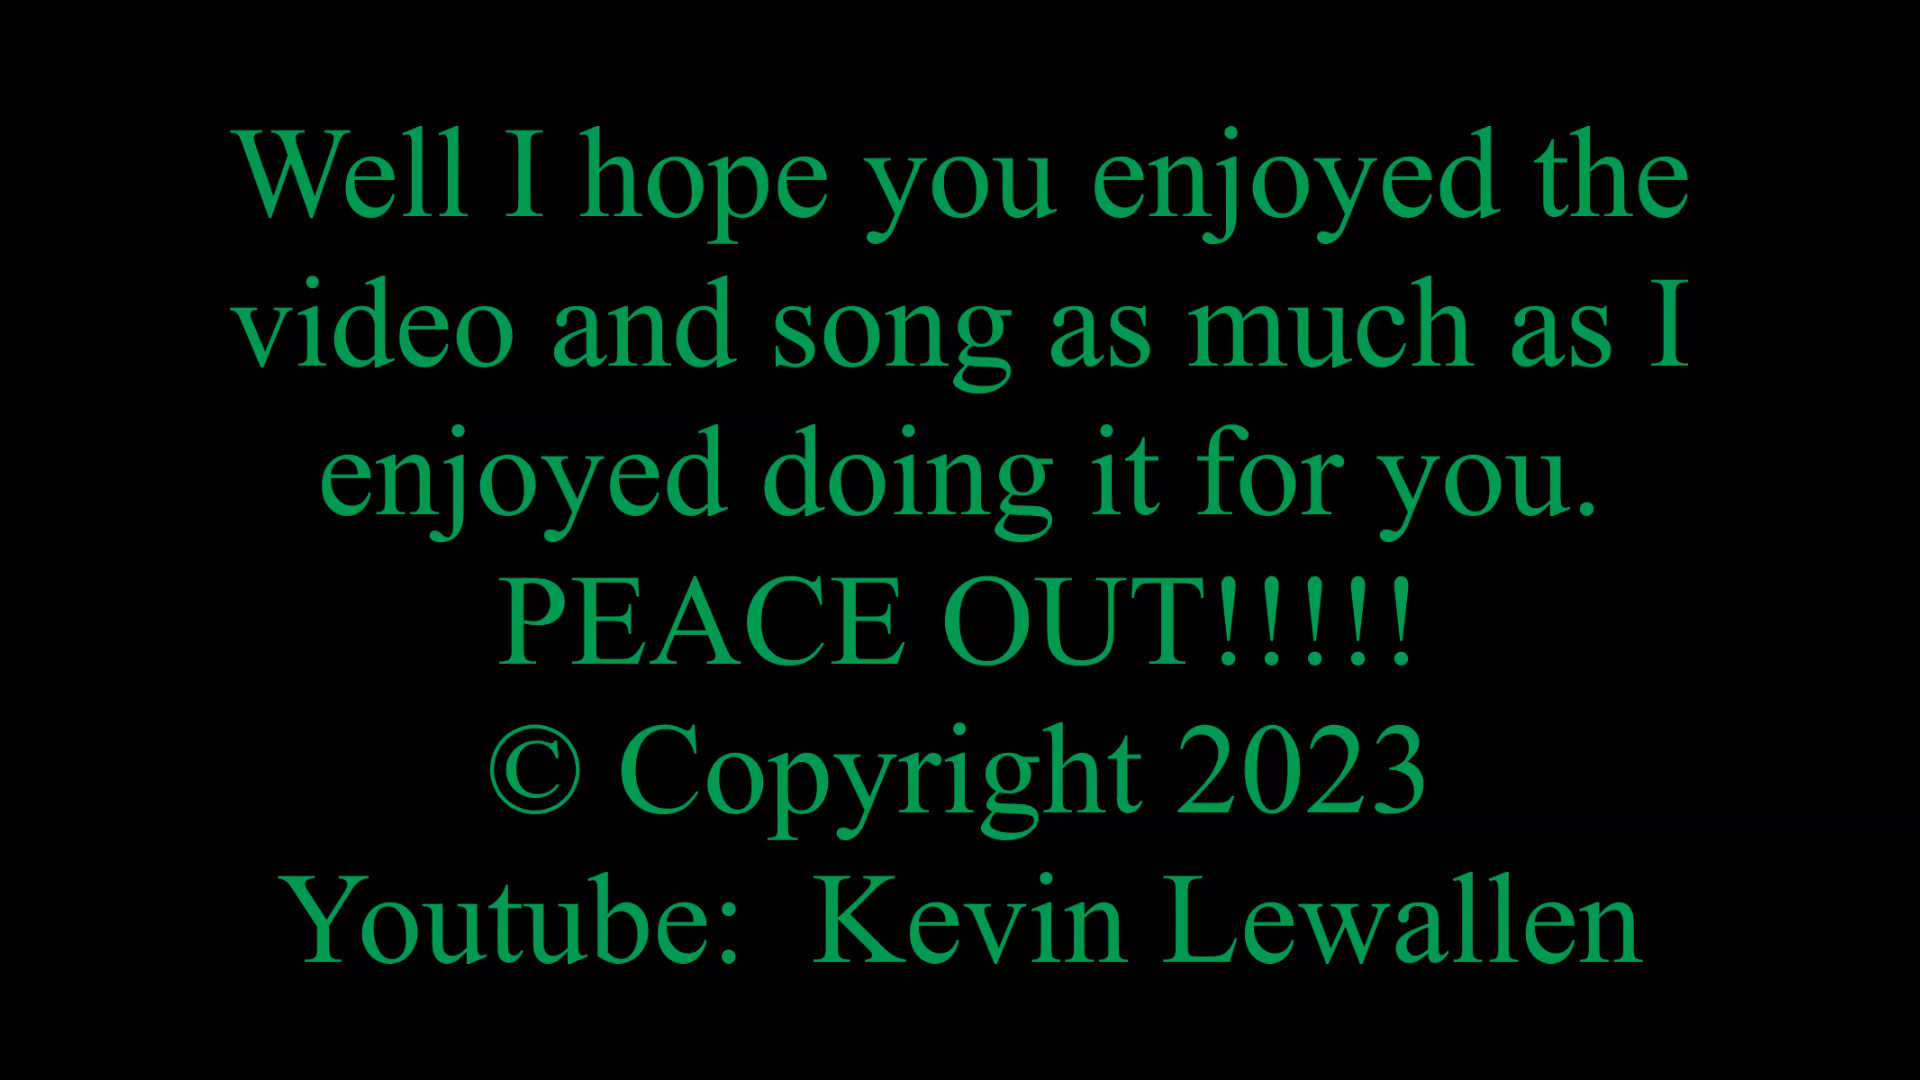 Well I hope you enjoyed the
video and song as much as I
enjoyed doing it for you.
PEACE OUT!!!!!
© Copyright 2023
Youtube:  Kevin Lewallen